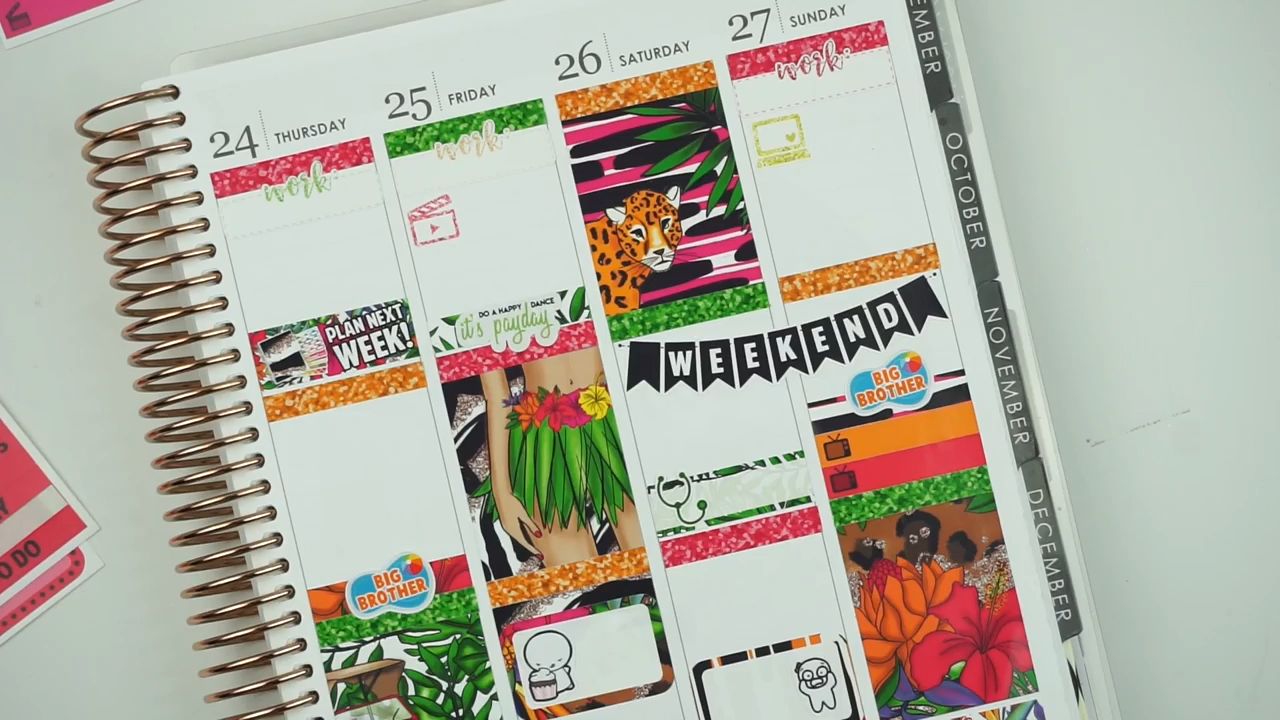 24 THURSDAY
25 FRIDAY
26 SATURDAY
27 SUNDAY
work
work
work
PLAN NEXT
WEEK!
DO A HAPPY DANCE
it's payday
WEEKEND
BIG
BROTHER
BIG
BROTHER
EMBER
OCTOBER
NOVEMBER
DECEMBER
O DO